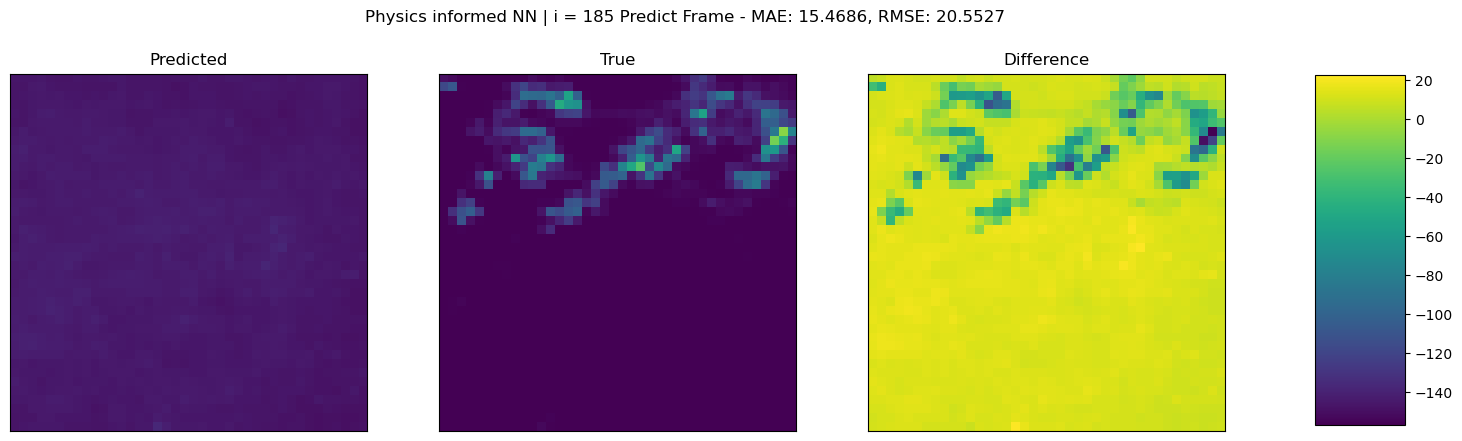 Physics informed NN | i = 185 Predict Frame - MAE: 15.4686, RMSE: 20.5527
Predicted
True
Difference
20
0
−20
−40
−60
−80
−100
−120
−140